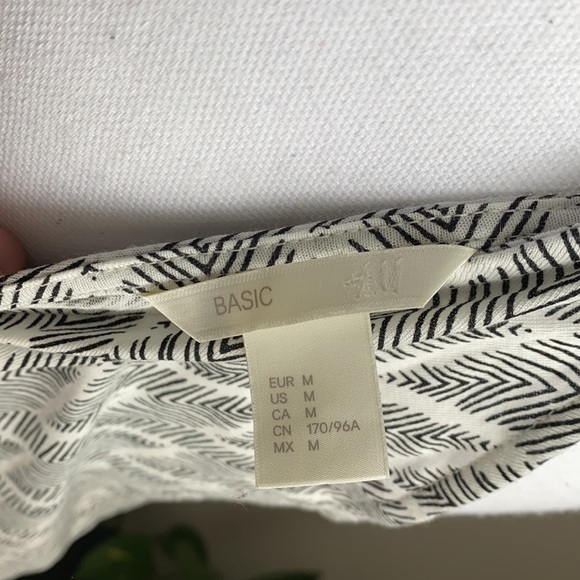 BASIC
EUR M
US M
CA M
CN 170/96A
MX M